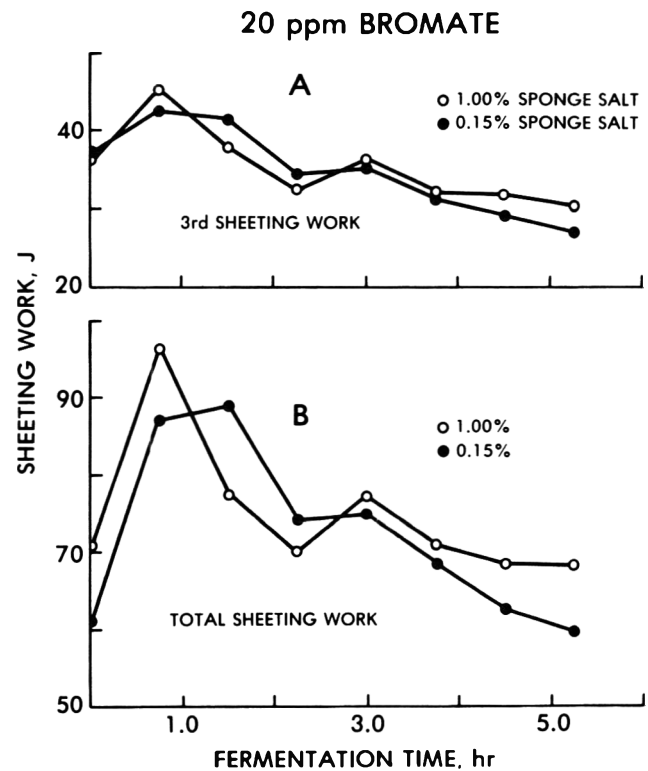 20 ppm BROMATE
A
1.00% SPONGE SALT
0.15% SPONGE SALT
40
3rd SHEETING WORK
20
SHEETING WORK, J
90
B
1.00%
0.15%
70
TOTAL SHEETING WORK
50
1.0 3.0 5.0
FERMENTATION TIME, hr